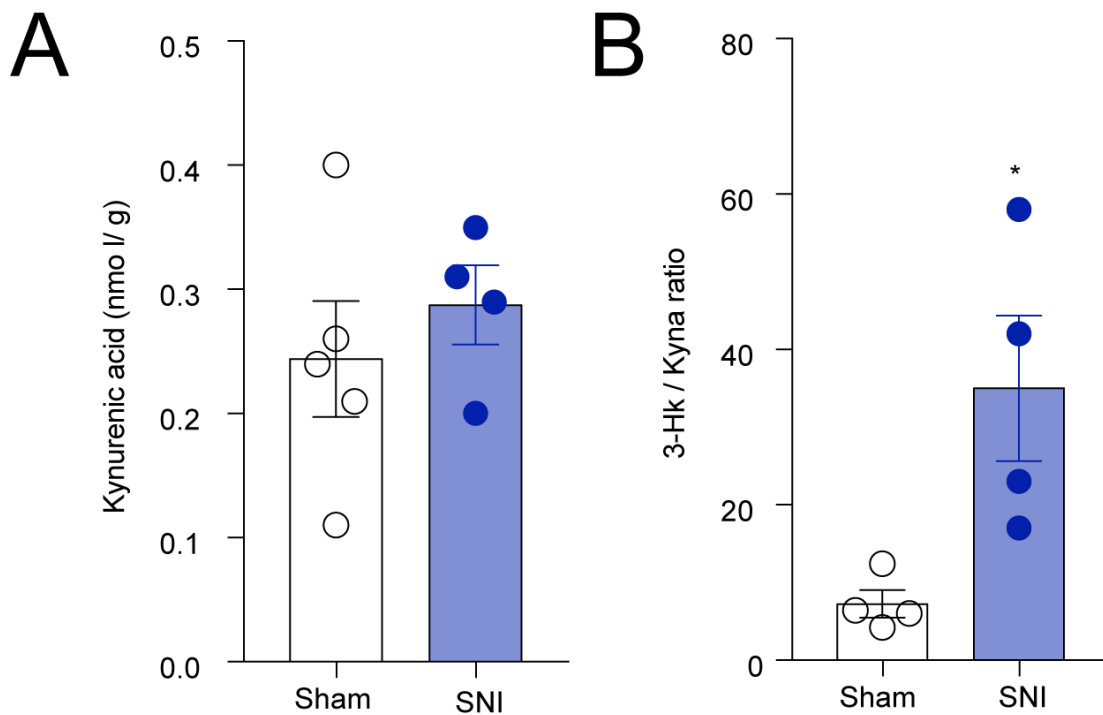 A
Kynurenic acid (nmo l/ g)
0.5
0.4
0.3
0.2
0.1
0.0
Sham SNI
B
3-Hk / Kyna ratio
80
60
40
20
0
*
Sham SNI